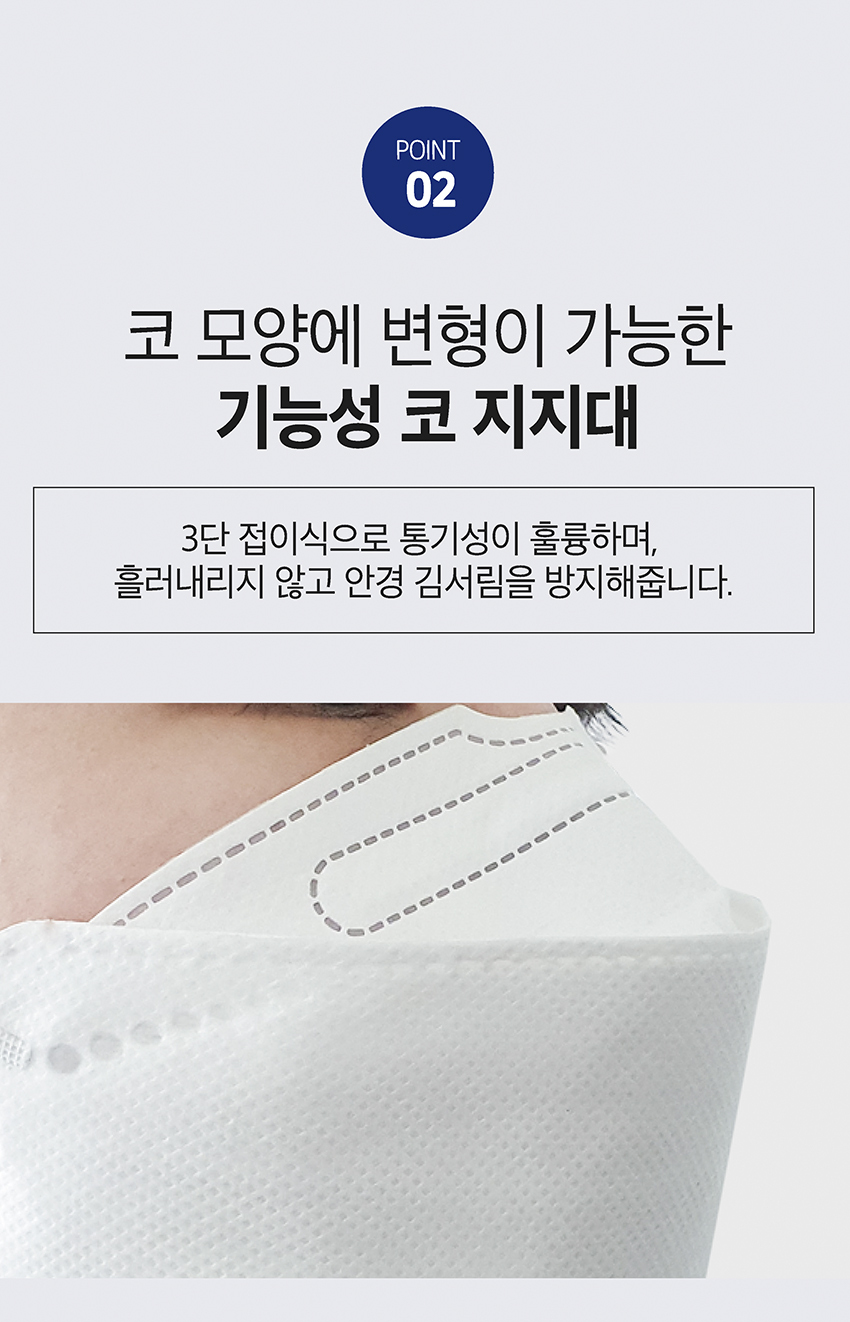 POINT
02
코 모양에 변형이 가능한
기능성 코 지지대
3단 접이식으로 통기성이 훌륭하며,
흘러내리지 않고 안경 김서림을 방지해줍니다.